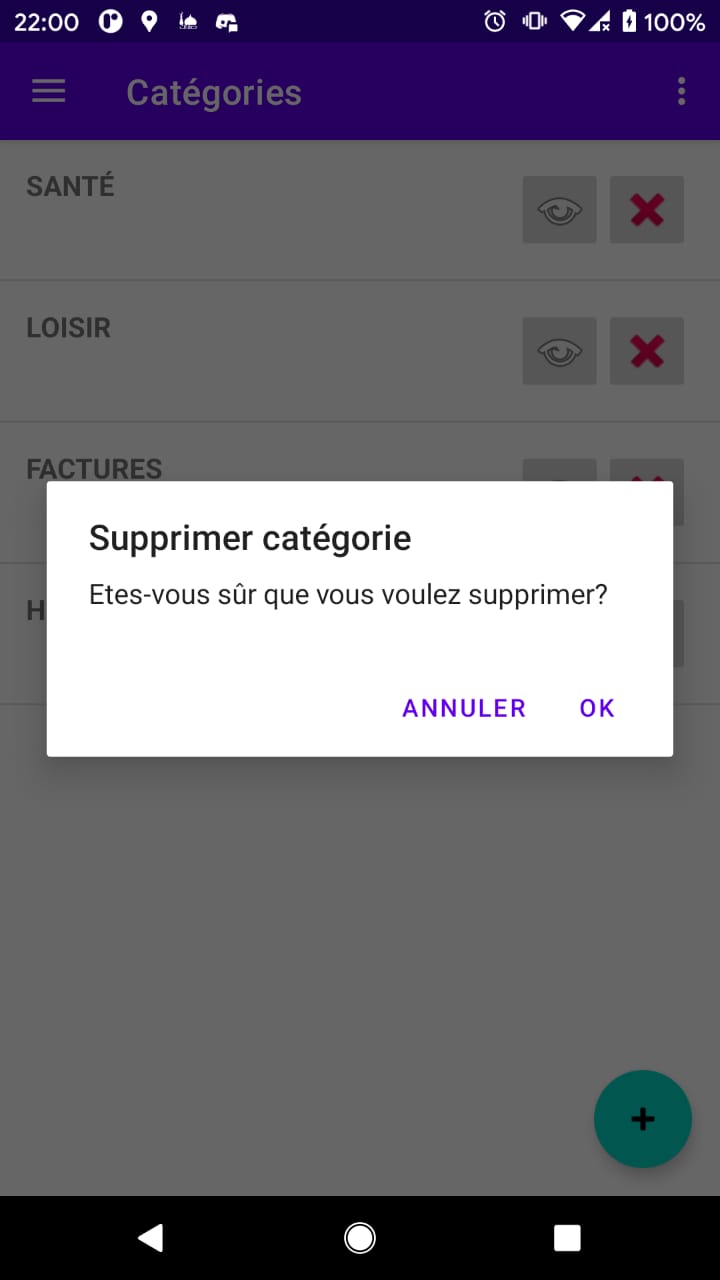 22:00 100%
Catégories
SANTÉ
LOISIR
FACTURES
Supprimer catégorie
Etes-vous sûr que vous voulez supprimer?
ANNULER OK